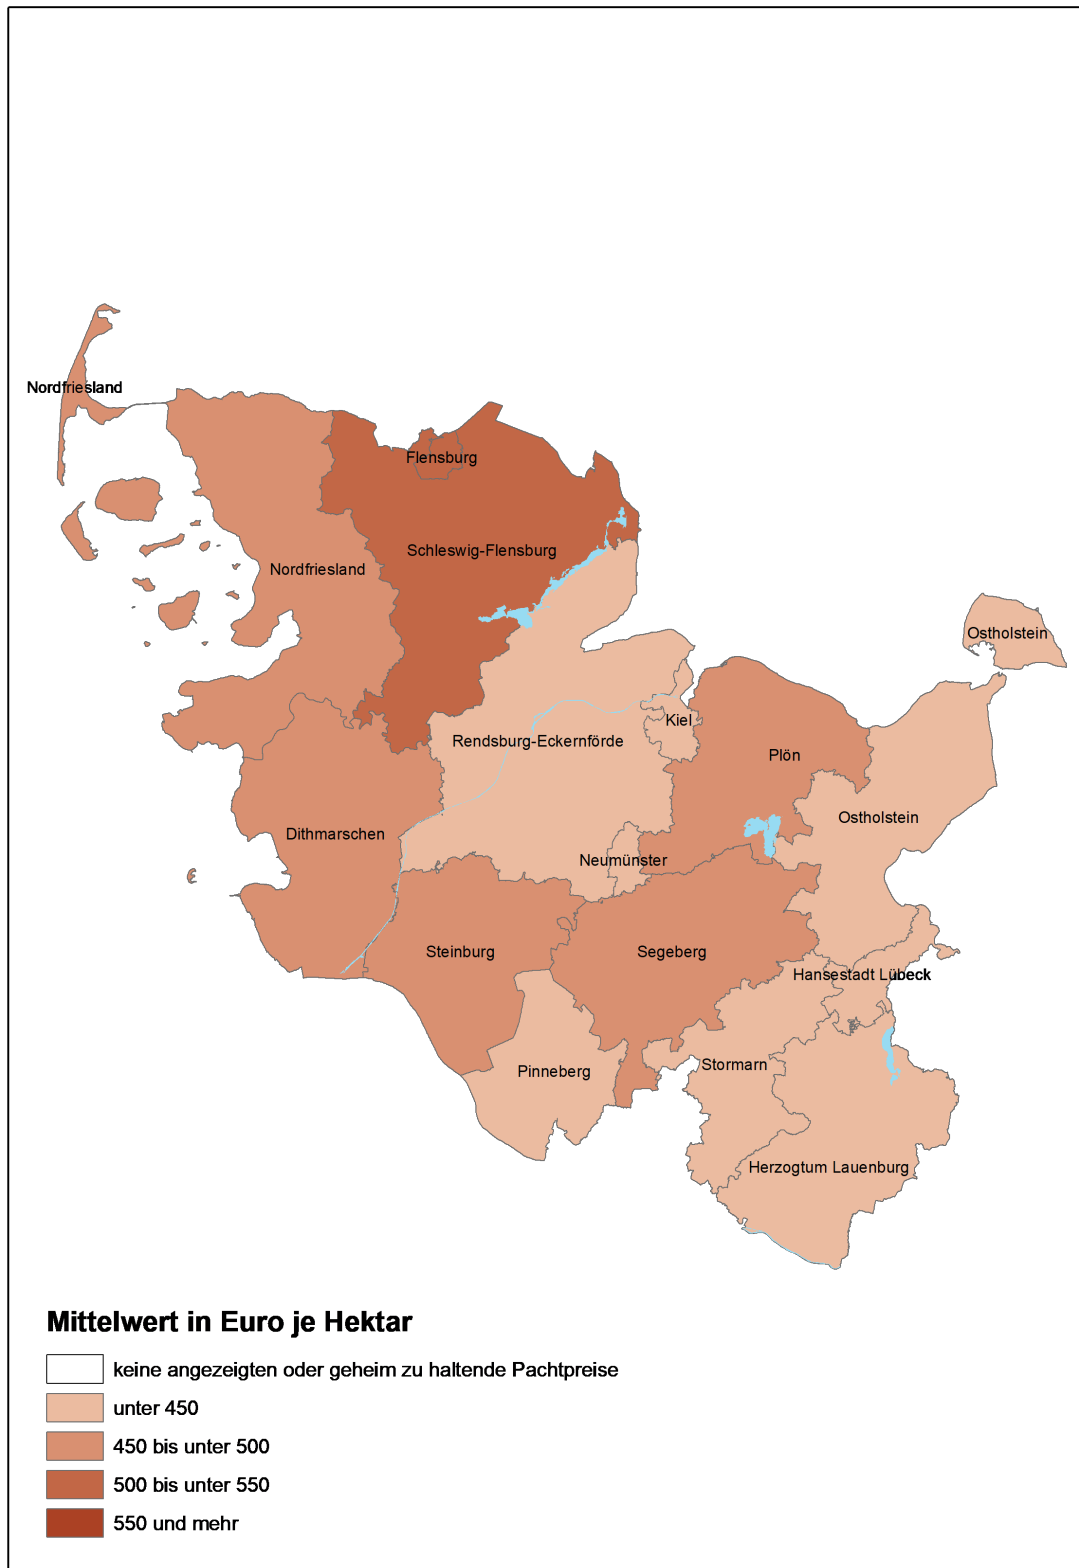 Nordfriesland
Flensburg
Schleswig-Flensburg
Nordfriesland
Ostholstein
Kiel
Rendsburg-Eckernförde
Plön
Ostholstein
Dithmarschen
Neumünster
Steinburg
Segeberg
Hansestadt Lübeck
Stormarn
Pinneberg
Herzogtum Lauenburg
Mittelwert in Euro je Hektar
keine angezeigten oder geheim zu haltende Pachtpreise
unter 450
450 bis unter 500
500 bis unter 550
550 und mehr